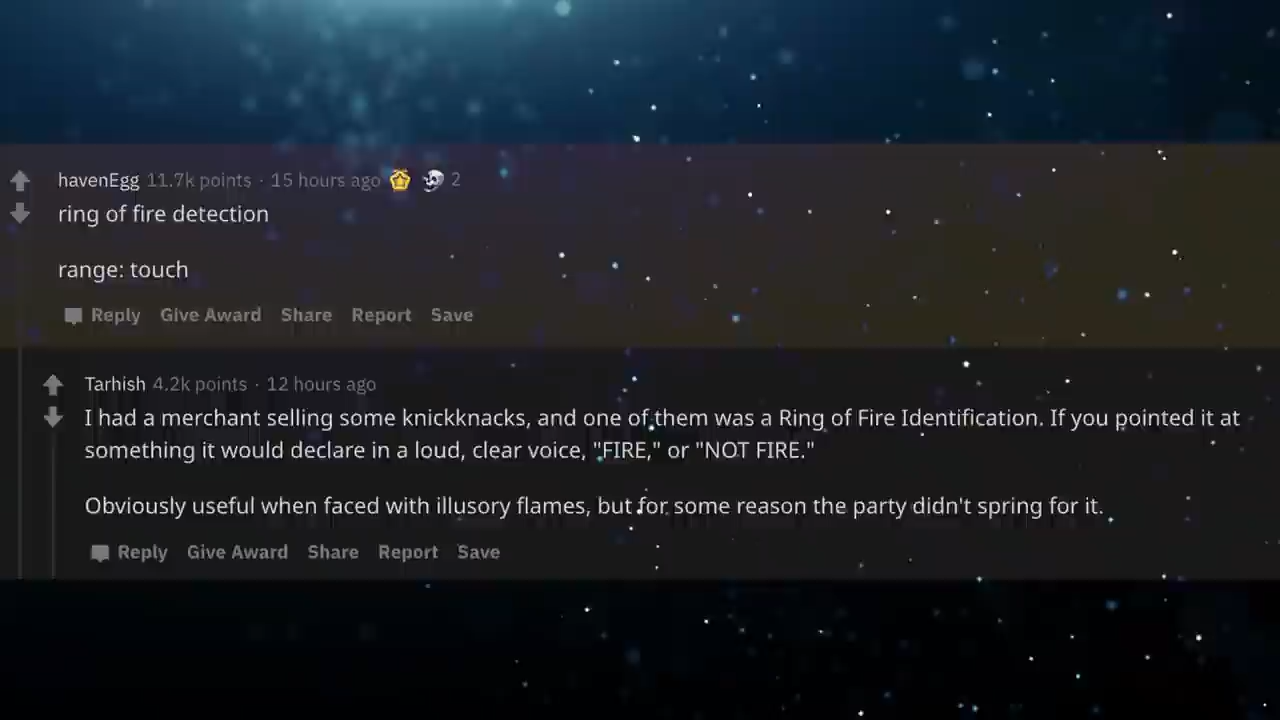 havenEgg 11.7k points · 15 hours ago 2
ring of fire detection
range: touch
Reply Give Award Share Report Save
Tarhish 4.2k points · 12 hours ago
I had a merchant selling some knickknacks, and one of them was a Ring of Fire Identification. If you pointed it at
something it would declare in a loud, clear voice, "FIRE," or "NOT FIRE."
Obviously useful when faced with illusory flames, but for some reason the party didn't spring for it.
Reply Give Award Share Report Save